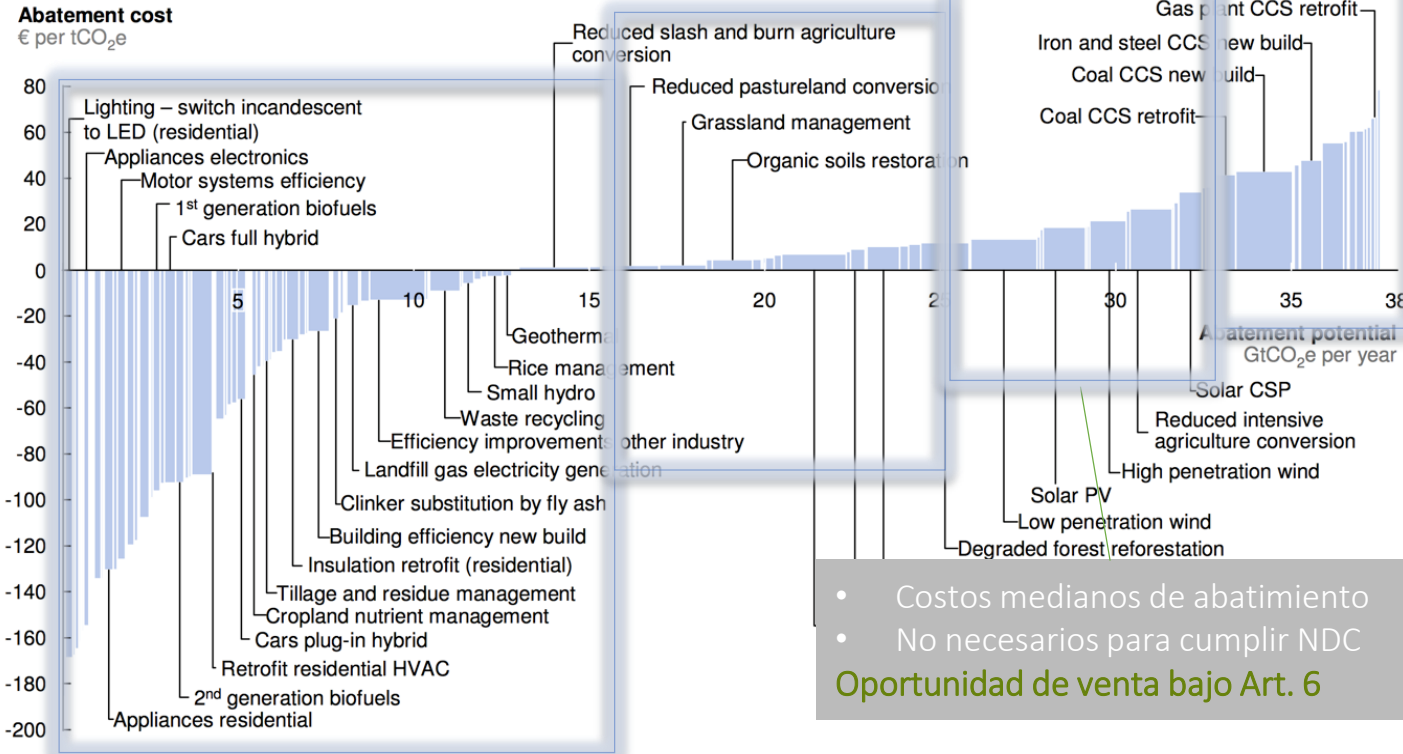 Abatement cost
€ per tCO₂e
80
60
40
20
0
-20
-40
-60
-80
-100
-120
-140
-160
-180
-200
5
10
15
20
25
30
35
38
Abatement potential
GtCO₂e per year
Lighting – switch incandescent
to LED (residential)
Appliances electronics
Motor systems efficiency
1st generation biofuels
Cars full hybrid
Reduced slash and burn agriculture
conversion
Reduced pastureland conversion
Grassland management
Organic soils restoration
Gas plant CCS retrofit
Iron and steel CCS new build
Coal CCS new build
Coal CCS retrofit
Geothermal
Rice management
Small hydro
Waste recycling
Efficiency improvements other industry
Landfill gas electricity generation
Clinker substitution by fly ash
Building efficiency new build
Insulation retrofit (residential)
Tillage and residue management
Cropland nutrient management
Cars plug-in hybrid
Retrofit residential HVAC
2nd generation biofuels
Appliances residential
Solar CSP
Reduced intensive
agriculture conversion
High penetration wind
Solar PV
Low penetration wind
Degraded forest reforestation
• Costos medianos de abatimiento
• No necesarios para cumplir NDC
Oportunidad de venta bajo Art. 6